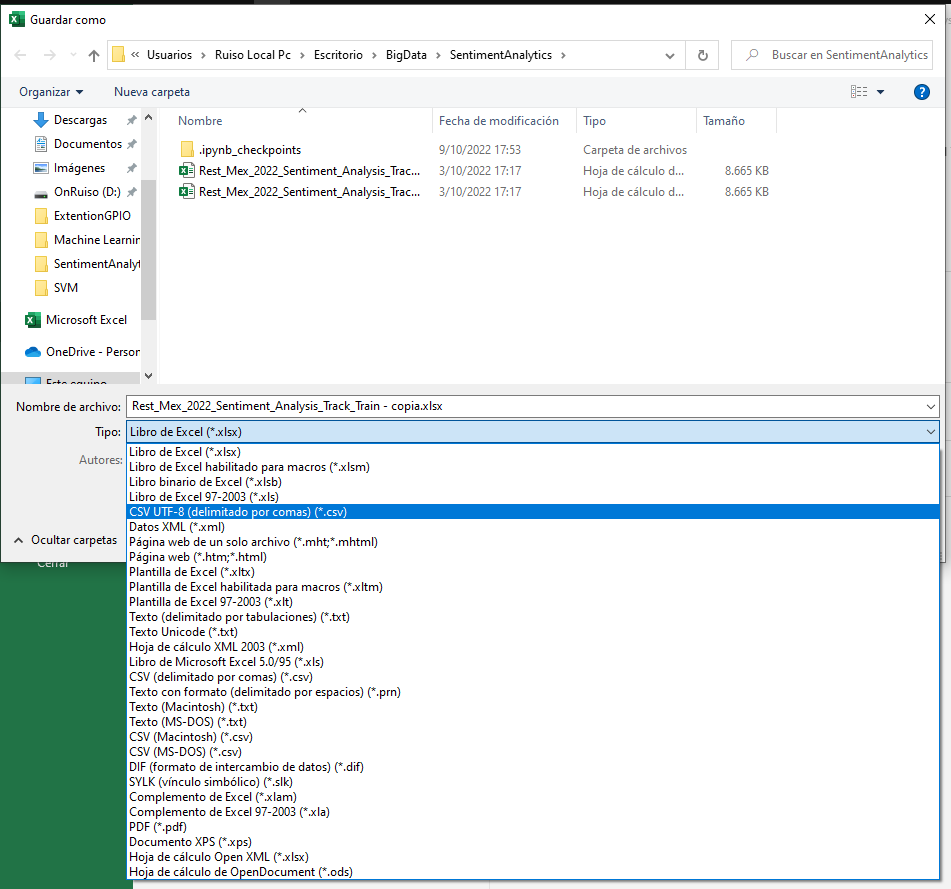 Guardar como
« Usuarios › Ruiso Local Pc › Escritorio › BigData › SentimentAnalytics ›
Buscar en SentimentAnalytics
Organizar
Nueva carpeta
Descargas
Documentos
Imágenes
OnRuiso (D:)
ExtentionGPIO
Machine Learnin
SentimentAnalyt
SVM
Microsoft Excel
OneDrive - Person
Este equipo
Nombre Fecha de modificación Tipo Tamaño
.ipynb_checkpoints 9/10/2022 17:53 Carpeta de archivos
Rest_Mex_2022_Sentiment_Analysis_Trac... 3/10/2022 17:17 Hoja de cálculo d... 8.665 KB
Rest_Mex_2022_Sentiment_Analysis_Trac... 3/10/2022 17:17 Hoja de cálculo d... 8.665 KB
Nombre de archivo: Rest_Mex_2022_Sentiment_Analysis_Track_Train - copia.xlsx
Tipo: Libro de Excel (*.xlsx)
Autores:
Ocultar carpetas
Cerrar
Libro de Excel (*.xlsx)
Libro de Excel habilitado para macros (*.xlsm)
Libro binario de Excel (*.xlsb)
Libro de Excel 97-2003 (*.xls)
CSV UTF-8 (delimitado por comas) (*.csv)
Datos XML (*.xml)
Página web de un solo archivo (*.mht;*.mhtml)
Página web (*.htm;*.html)
Plantilla de Excel (*.xltx)
Plantilla de Excel habilitada para macros (*.xltm)
Plantilla de Excel 97-2003 (*.xlt)
Texto (delimitado por tabulaciones) (*.txt)
Texto Unicode (*.txt)
Hoja de cálculo XML 2003 (*.xml)
Libro de Microsoft Excel 5.0/95 (*.xls)
CSV (delimitado por comas) (*.csv)
Texto con formato (delimitado por espacios) (*.prn)
Texto (Macintosh) (*.txt)
Texto (MS-DOS) (*.txt)
CSV (Macintosh) (*.csv)
CSV (MS-DOS) (*.csv)
DIF (formato de intercambio de datos) (*.dif)
SYLK (vínculo simbólico) (*.slk)
Complemento de Excel (*.xlam)
Complemento de Excel 97-2003 (*.xla)
PDF (*.pdf)
Documento XPS (*.xps)
Hoja de cálculo Open XML (*.xlsx)
Hoja de cálculo de OpenDocument (*.ods)